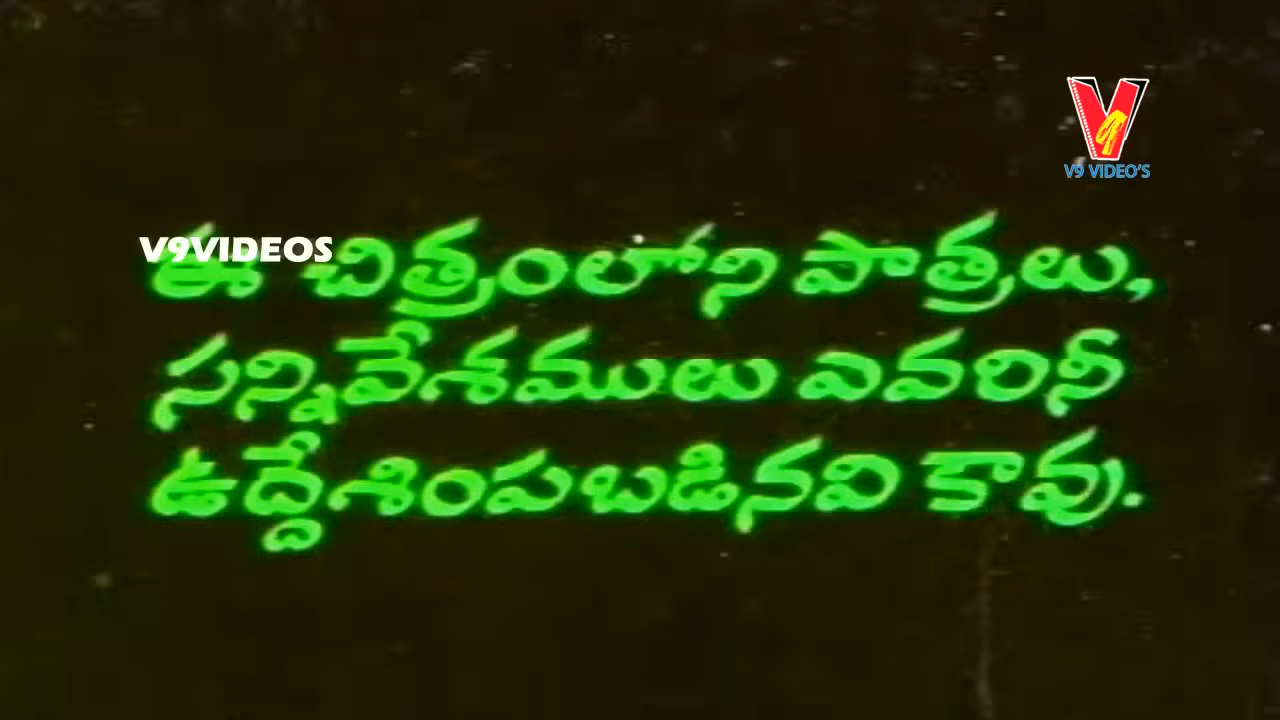 V9 VIDEO'S
V9VIDEOS
ఈ చిత్రంలోని పాత్రలు,
సన్నివేశములు ఎవరినీ
ఉద్దేశింపబడినవి కావు.